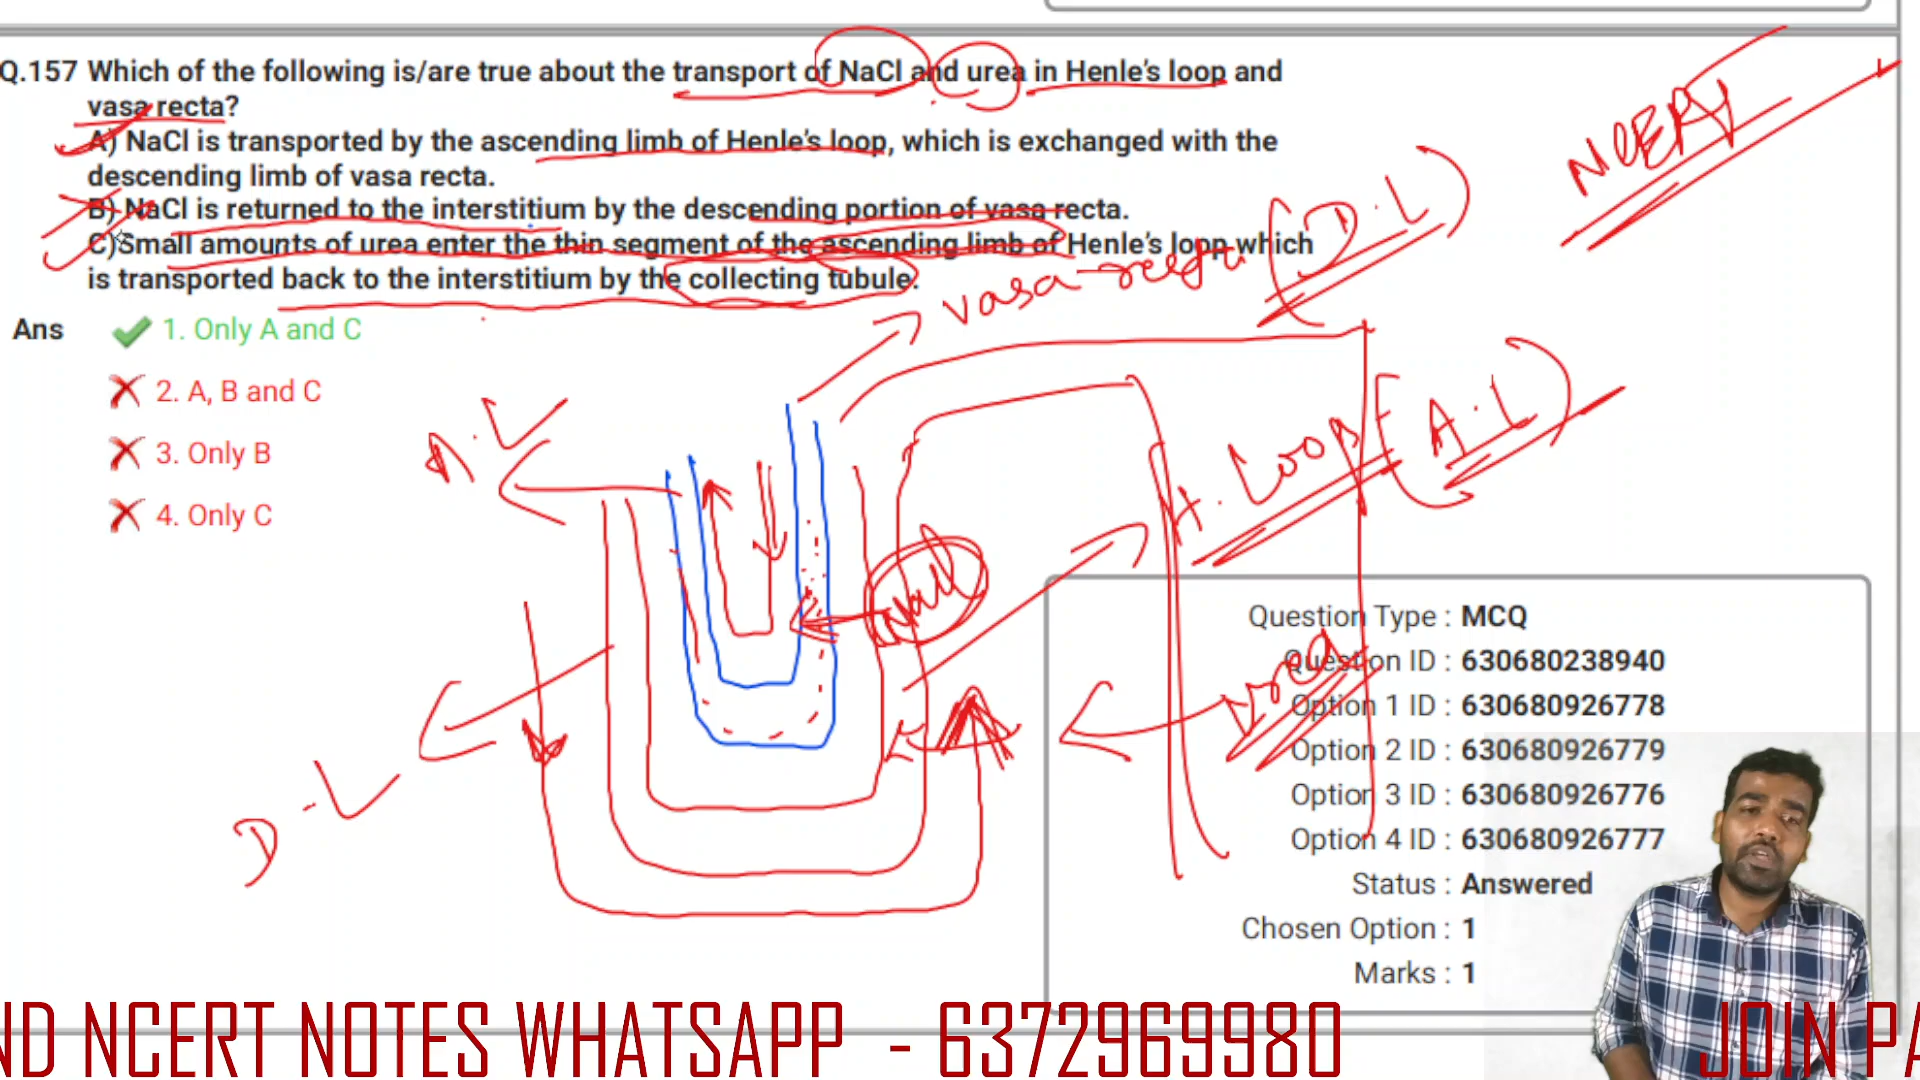 Q.157 Which of the following is/are true about the transport of NaCl and urea in Henle's loop and
vasa recta?
A) NaCl is transported by the ascending limb of Henle's loop, which is exchanged with the
descending limb of vasa recta.
B) NaCl is returned to the interstitium by the descending portion of vasa recta.
C)Small amounts of urea enter the thin segment of the ascending limb of Henle's loop which
is transported back to the interstitium by the collecting tubule.
Ans 1. Only A and C
2. A, B and C
3. Only B
4. Only C
NCERT
vasa-recta (D.L)
A.L
H.Loop (A.L)
NaCl
urea
D-L
Question Type : MCQ
Question ID : 630680238940
Option 1 ID : 630680926778
Option 2 ID : 630680926779
Option 3 ID : 630680926776
Option 4 ID : 630680926777
Status : Answered
Chosen Option : 1
Marks : 1
ND NCERT NOTES WHATSAPP - 6372969980 JOIN PA